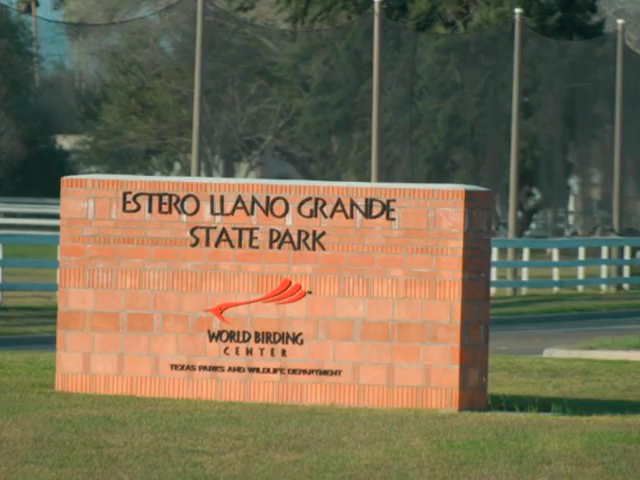 ESTERO LLANO GRANDE
STATE PARK
WORLD BIRDING
CENTER
TEXAS PARKS AND WILDLIFE DEPARTMENT